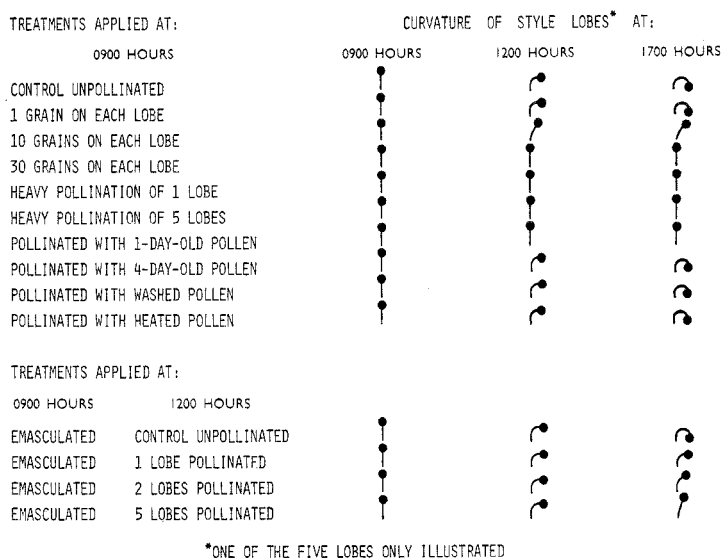 TREATMENTS APPLIED AT: CURVATURE OF STYLE LOBES* AT:
0900 HOURS 0900 HOURS 1200 HOURS 1700 HOURS
CONTROL UNPOLLINATED
1 GRAIN ON EACH LOBE
10 GRAINS ON EACH LOBE
30 GRAINS ON EACH LOBE
HEAVY POLLINATION OF 1 LOBE
HEAVY POLLINATION OF 5 LOBES
POLLINATED WITH 1-DAY-OLD POLLEN
POLLINATED WITH 4-DAY-OLD POLLEN
POLLINATED WITH WASHED POLLEN
POLLINATED WITH HEATED POLLEN
TREATMENTS APPLIED AT:
0900 HOURS 1200 HOURS
EMASCULATED CONTROL UNPOLLINATED
EMASCULATED 1 LOBE POLLINATED
EMASCULATED 2 LOBES POLLINATED
EMASCULATED 5 LOBES POLLINATED
*ONE OF THE FIVE LOBES ONLY ILLUSTRATED